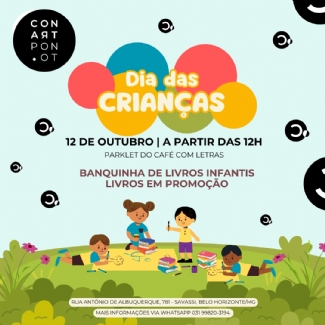 CON
ART
PON
OT
Dia das
CRIANÇAS
12 DE OUTUBRO | A PARTIR DAS 12H
PARKLET DO CAFÉ COM LETRAS
BANQUINHA DE LIVROS INFANTIS
LIVROS EM PROMOÇÃO
RUA ANTÔNIO DE ALBUQUERQUE, 781 - SAVASSI, BELO HORIZONTE/MG
MAIS INFORMAÇÕES VIA WHATSAPP 031 99820-3194